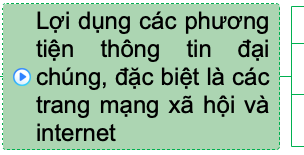 Lợi dụng các phương
tiện thông tin đại
chúng, đặc biệt là các
trang mạng xã hội và
internet